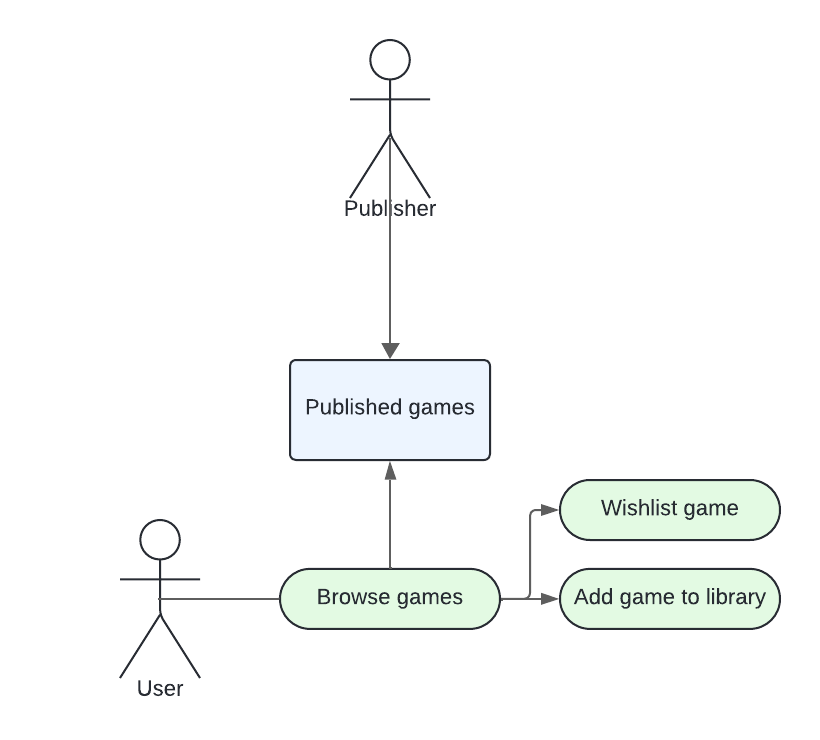 Publisher
Published games
Wishlist game
Browse games
Add game to library
User